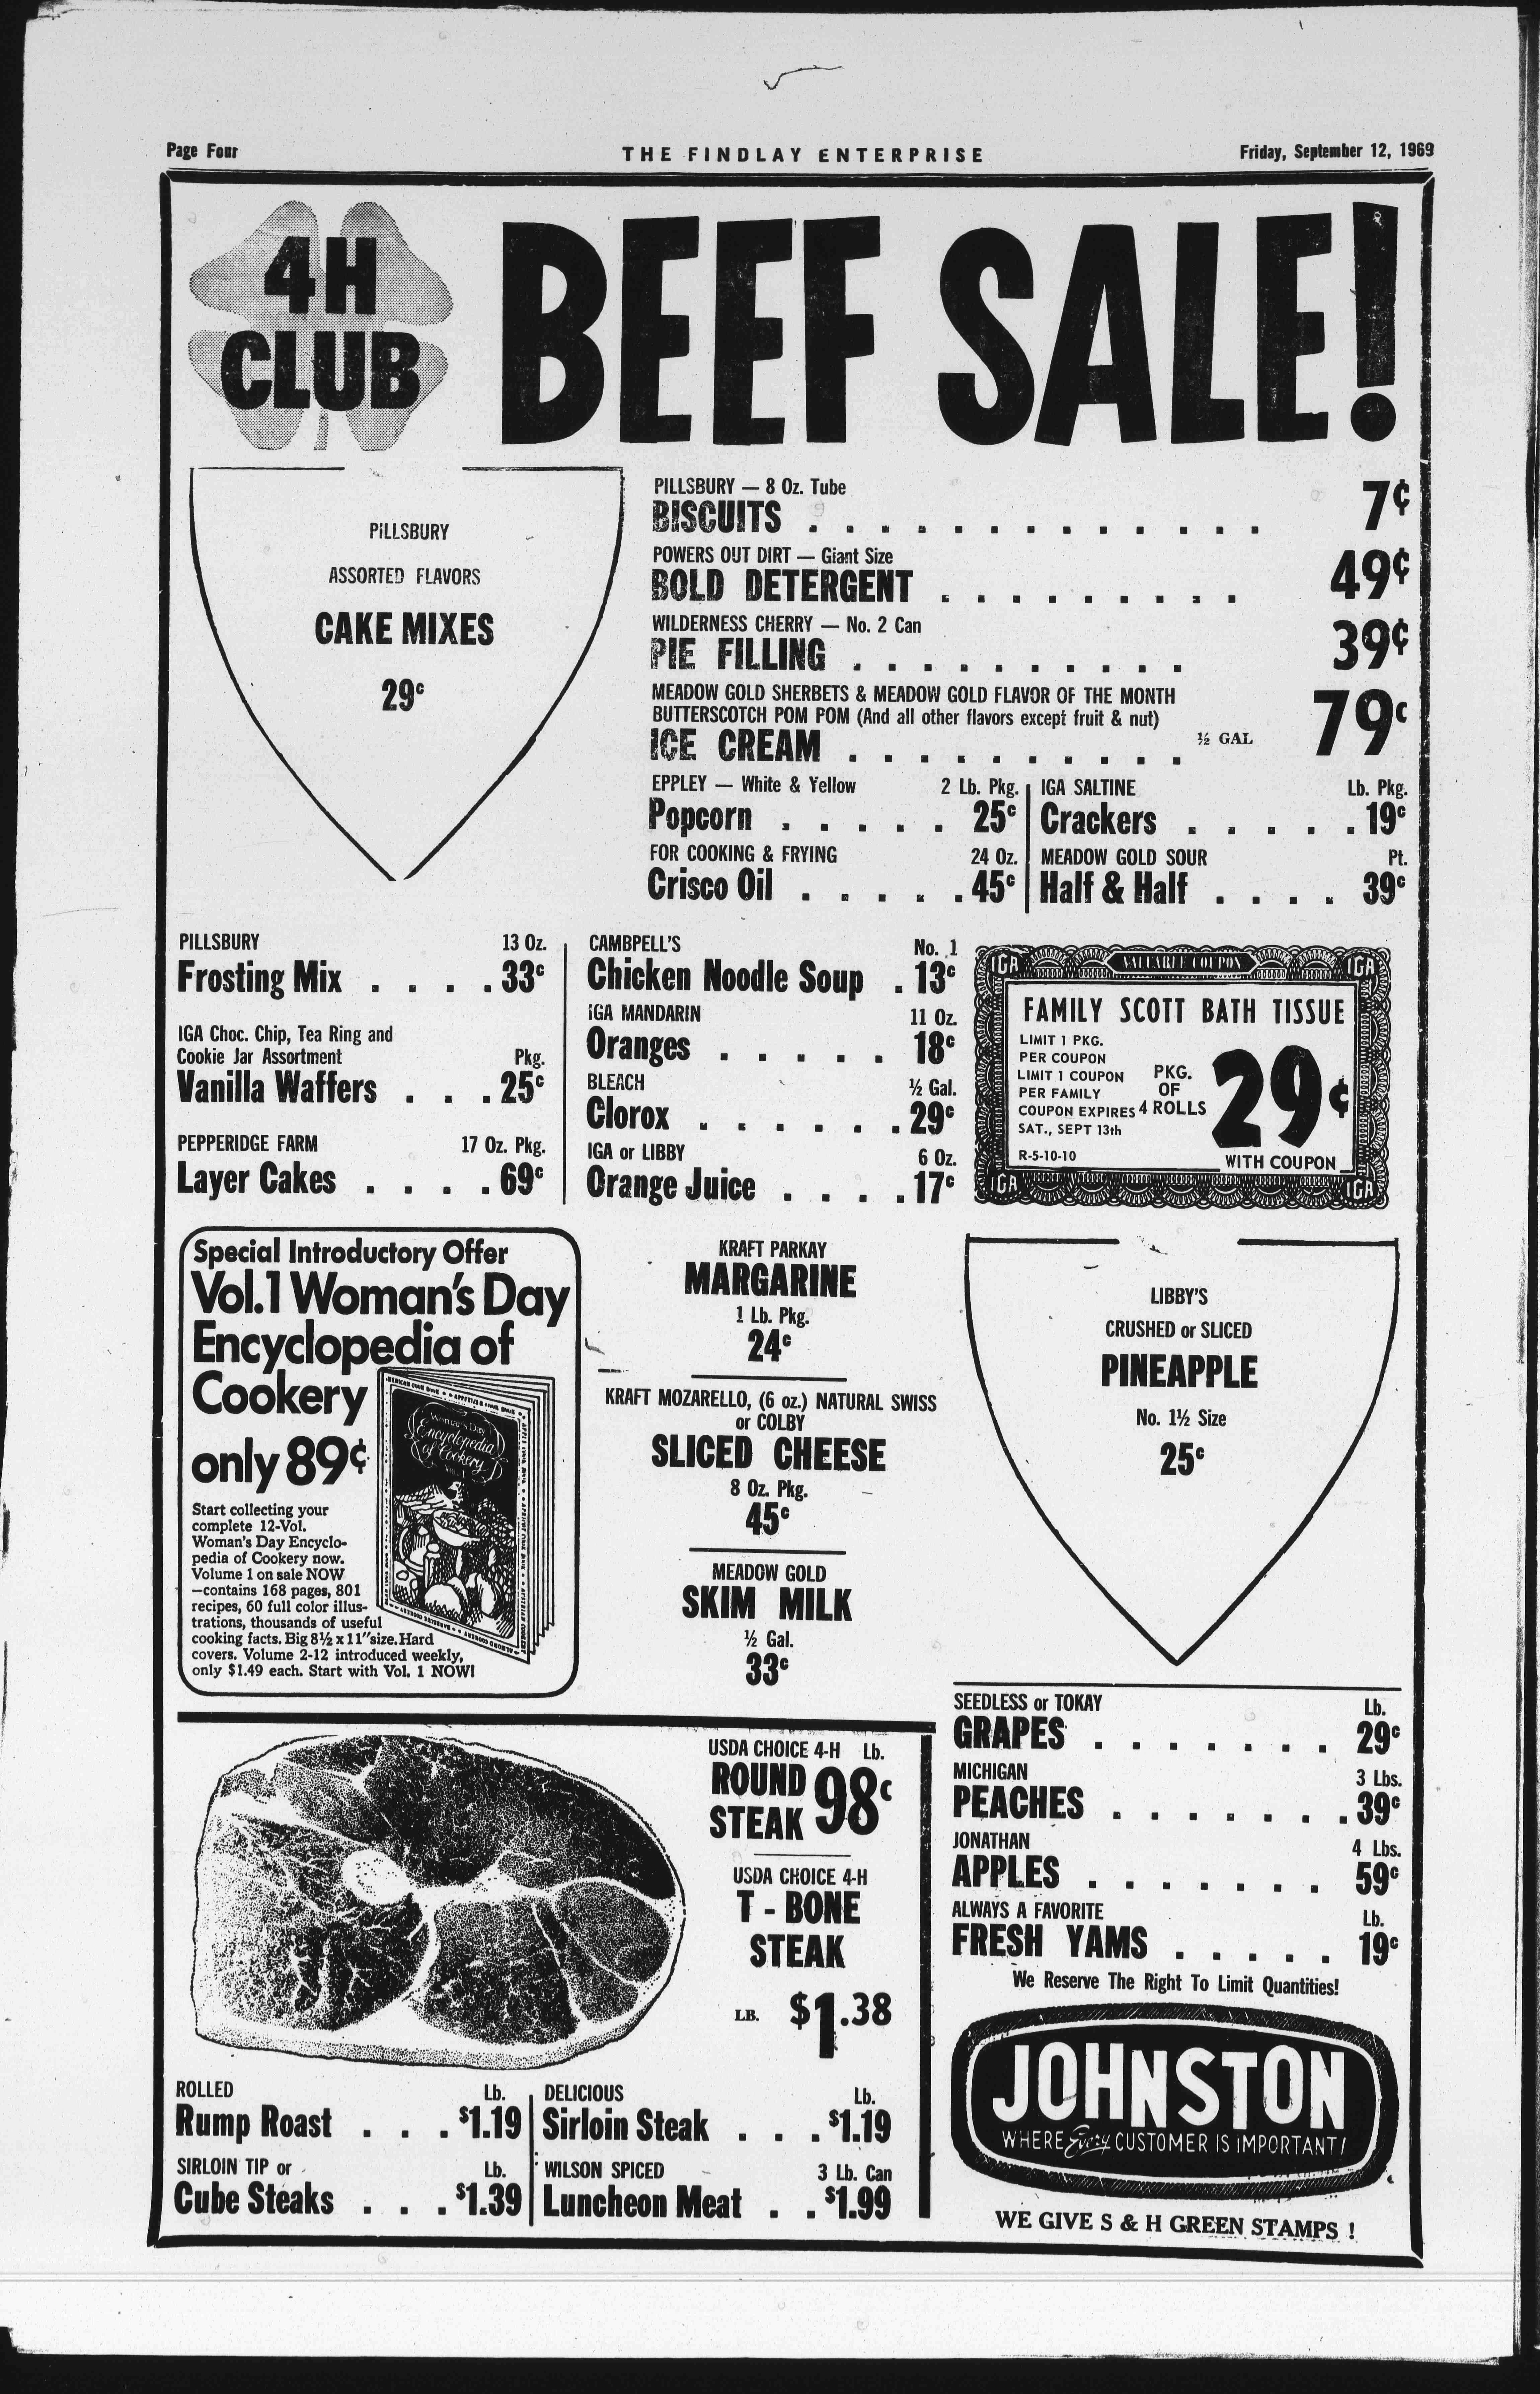 Page Four
THE FINDLAY ENTERPRISE
Friday, September 12, 1969
4H
CLUB
BEEF SALE!
PILLSBURY
ASSORTED FLAVORS
CAKE MIXES
29¢
PILLSBURY — 8 Oz. Tube
BISCUITS . . . . . . . . . . . . . 7¢
POWERS OUT DIRT — Giant Size
BOLD DETERGENT . . . . . . . . . 49¢
WILDERNESS CHERRY — No. 2 Can
PIE FILLING . . . . . . . . . . 39¢
MEADOW GOLD SHERBETS & MEADOW GOLD FLAVOR OF THE MONTH
BUTTERSCOTCH POM POM (And all other flavors except fruit & nut)
ICE CREAM . . . . . . . . . . ½ GAL 79¢
EPPLEY — White & Yellow 2 Lb. Pkg.
Popcorn . . . . . 25¢
FOR COOKING & FRYING 24 Oz.
Crisco Oil . . . . . 45¢
IGA SALTINE Lb. Pkg.
Crackers . . . . . 19¢
MEADOW GOLD SOUR Pt.
Half & Half . . . . 39¢
PILLSBURY 13 Oz.
Frosting Mix . . . . 33¢
IGA Choc. Chip, Tea Ring and
Cookie Jar Assortment Pkg.
Vanilla Waffers . . . 25¢
PEPPERIDGE FARM 17 Oz. Pkg.
Layer Cakes . . . . 69¢
CAMBPELL'S No. 1
Chicken Noodle Soup . 13¢
IGA MANDARIN 11 Oz.
Oranges . . . . . 18¢
BLEACH ½ Gal.
Clorox . . . . . . 29¢
IGA or LIBBY 6 Oz.
Orange Juice . . . . 17¢
IGA VALUABLE COUPON IGA
FAMILY SCOTT BATH TISSUE
LIMIT 1 PKG.
PER COUPON
LIMIT 1 COUPON
PER FAMILY
COUPON EXPIRES
SAT., SEPT 13th
R-5-10-10
PKG.
OF
4 ROLLS
29¢
WITH COUPON
IGA IGA
Special Introductory Offer
Vol.1 Woman's Day
Encyclopedia of
Cookery
only 89¢
Woman's Day
Encyclopedia
of Cookery
Start collecting your
complete 12-Vol.
Woman's Day Encyclo-
pedia of Cookery now.
Volume 1 on sale NOW
—contains 168 pages, 801
recipes, 60 full color illus-
trations, thousands of useful
cooking facts. Big 8½ x 11" size. Hard
covers. Volume 2-12 introduced weekly,
only $1.49 each. Start with Vol. 1 NOW!
KRAFT PARKAY
MARGARINE
1 Lb. Pkg.
24¢
KRAFT MOZARELLO, (6 oz.) NATURAL SWISS
or COLBY
SLICED CHEESE
8 Oz. Pkg.
45¢
MEADOW GOLD
SKIM MILK
½ Gal.
33¢
LIBBY'S
CRUSHED or SLICED
PINEAPPLE
No. 1½ Size
25¢
USDA CHOICE 4-H Lb.
ROUND
STEAK 98¢
USDA CHOICE 4-H
T - BONE
STEAK
LB. $1.38
ROLLED Lb.
Rump Roast . . . $1.19
SIRLOIN TIP or Lb.
Cube Steaks . . . $1.39
DELICIOUS Lb.
Sirloin Steak . . . $1.19
WILSON SPICED 3 Lb. Can
Luncheon Meat . . $1.99
SEEDLESS or TOKAY Lb.
GRAPES . . . . . . . 29¢
MICHIGAN 3 Lbs.
PEACHES . . . . . . . 39¢
JONATHAN 4 Lbs.
APPLES . . . . . . . 59¢
ALWAYS A FAVORITE Lb.
FRESH YAMS . . . . . 19¢
We Reserve The Right To Limit Quantities!
JOHNSTON
WHERE Every CUSTOMER IS IMPORTANT!
WE GIVE S & H GREEN STAMPS !